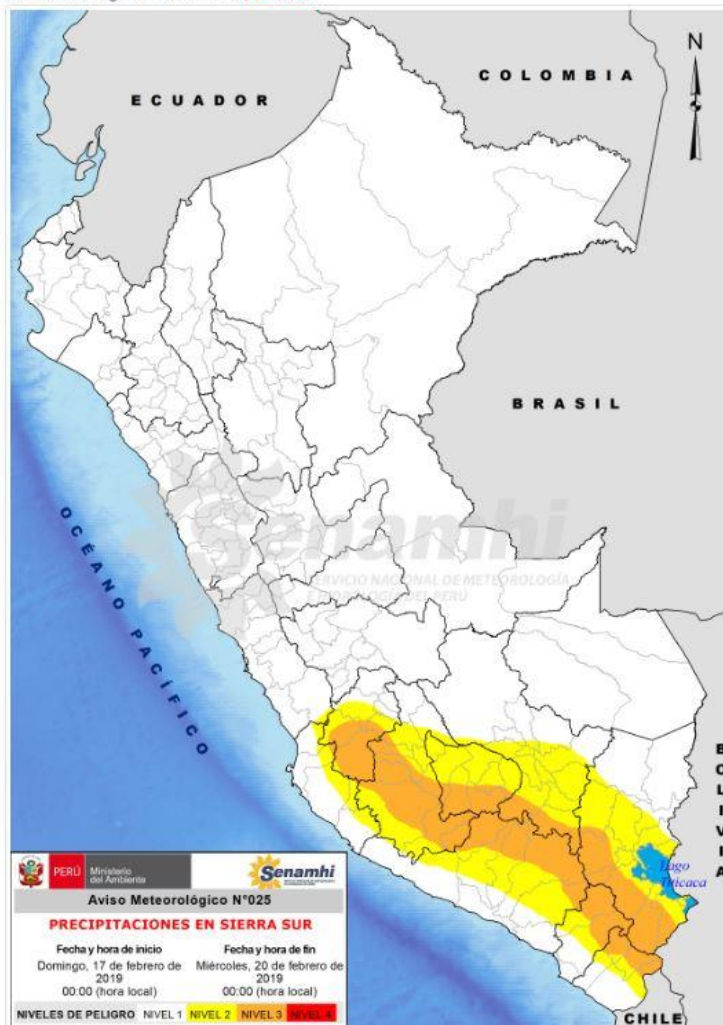 N
COLOMBIA
ECUADOR
BRASIL
Senamhi
SERVICIO NACIONAL DE METEOROLOGÍA
E HIDROLOGÍA DEL PERÚ
OCÉANO PACÍFICO
BOLIVIA
Lago
Titicaca
PERÚ
Ministerio
del Ambiente
Senamhi
Aviso Meteorológico N°025
PRECIPITACIONES EN SIERRA SUR
Fecha y hora de inicio
Domingo, 17 de febrero de
2019
00:00 (hora local)
Fecha y hora de fin
Miércoles, 20 de febrero de
2019
00:00 (hora local)
NIVELES DE PELIGRO NIVEL 1 NIVEL 2 NIVEL 3 NIVEL 4
CHILE